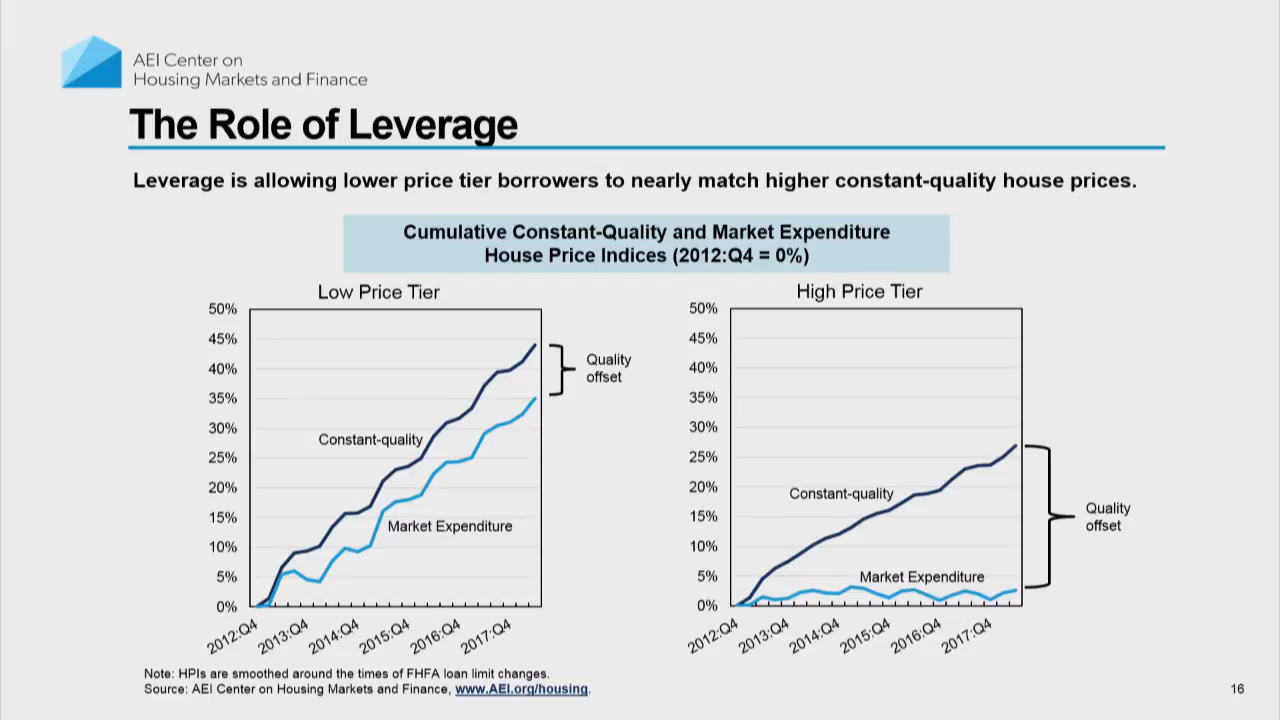 AEI Center on
Housing Markets and Finance
The Role of Leverage
Leverage is allowing lower price tier borrowers to nearly match higher constant-quality house prices.
Cumulative Constant-Quality and Market Expenditure
House Price Indices (2012:Q4 = 0%)
Low Price Tier
50%
45%
40%
35%
30%
25%
20%
15%
10%
5%
0%
Constant-quality
Market Expenditure
Quality
offset
2012:Q4
2013:Q4
2014:Q4
2015:Q4
2016:Q4
2017:Q4
High Price Tier
50%
45%
40%
35%
30%
25%
20%
15%
10%
5%
0%
Constant-quality
Market Expenditure
Quality
offset
2012:Q4
2013:Q4
2014:Q4
2015:Q4
2016:Q4
2017:Q4
Note: HPIs are smoothed around the times of FHFA loan limit changes.
Source: AEI Center on Housing Markets and Finance, www.AEI.org/housing.
16